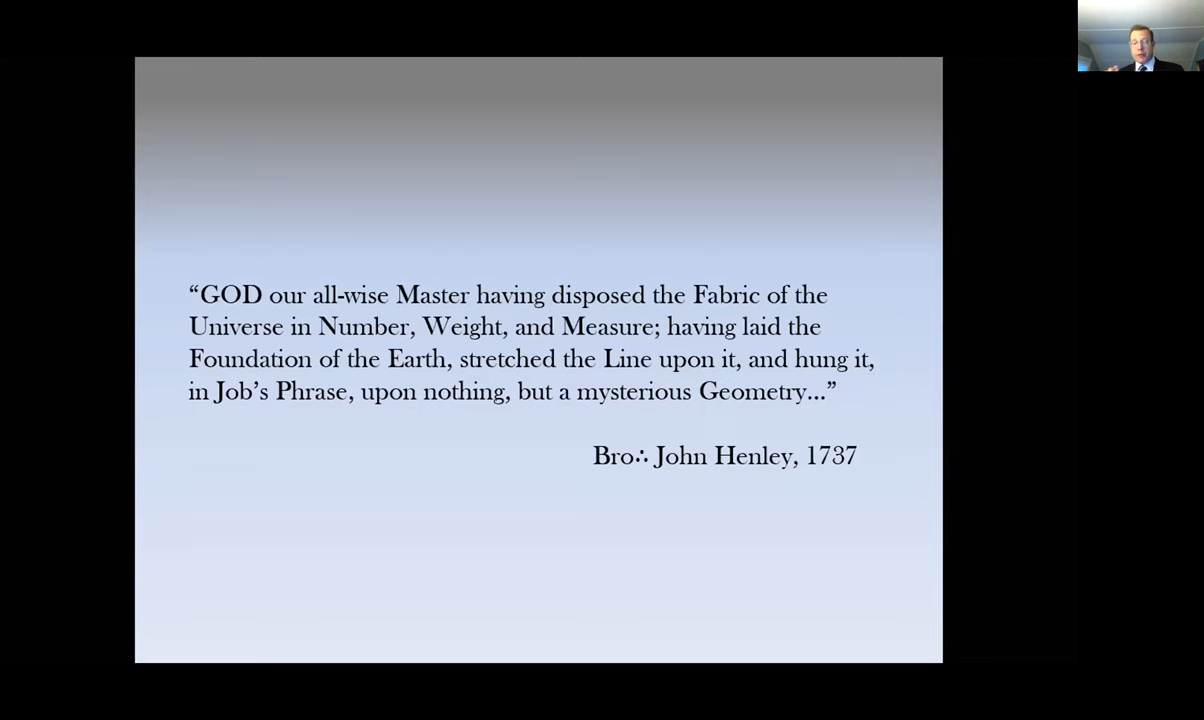 “GOD our all-wise Master having disposed the Fabric of the
Universe in Number, Weight, and Measure; having laid the
Foundation of the Earth, stretched the Line upon it, and hung it,
in Job’s Phrase, upon nothing, but a mysterious Geometry...”
Bro∴ John Henley, 1737